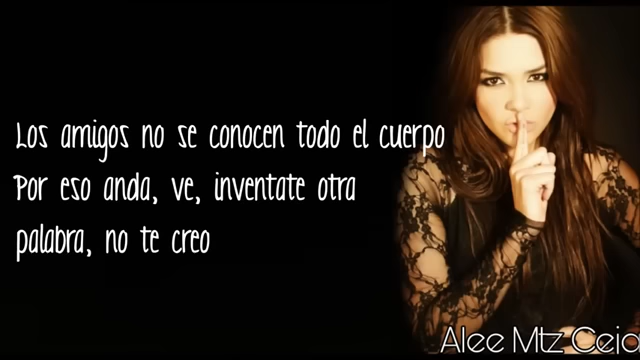 Los amigos no se conocen todo el cuerpo
Por eso anda, ve, inventate otra
palabra, no te creo
Alee Mtz Ceja